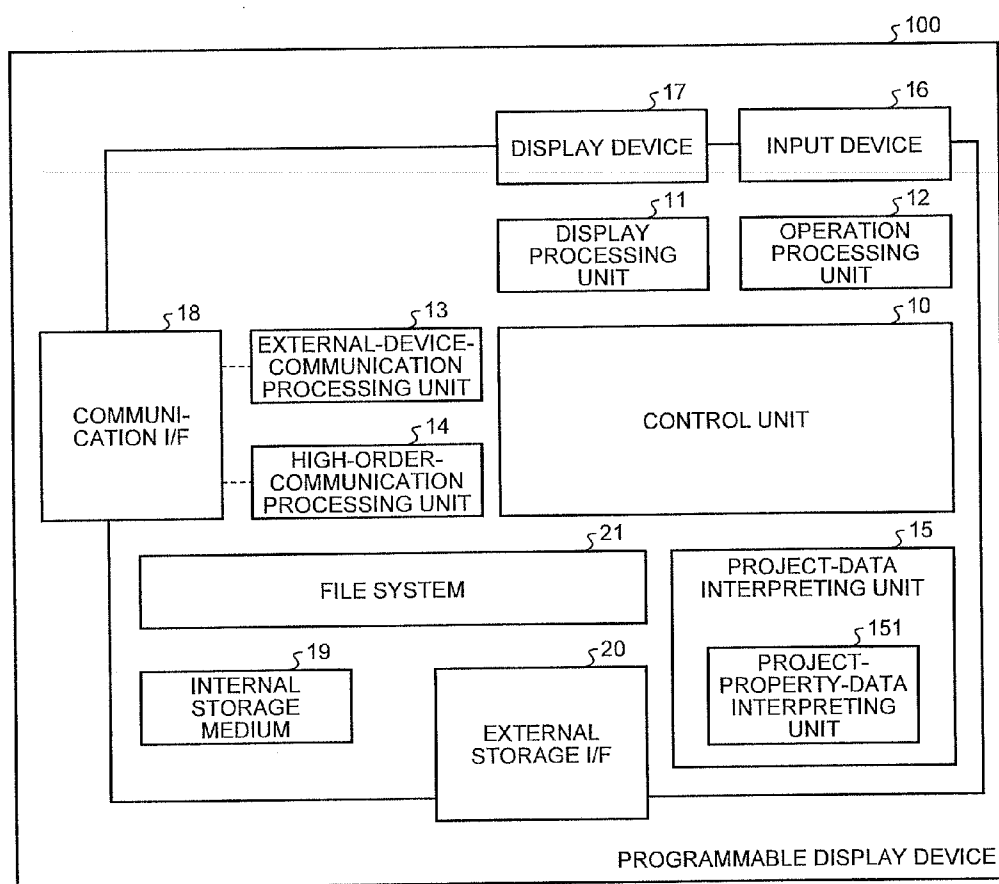 100
17
16
DISPLAY DEVICE
INPUT DEVICE
11
12
DISPLAY
PROCESSING
UNIT
OPERATION
PROCESSING
UNIT
18
13
10
COMMUNI-
CATION I/F
EXTERNAL-DEVICE-
COMMUNICATION
PROCESSING UNIT
CONTROL UNIT
14
HIGH-ORDER-
COMMUNICATION
PROCESSING UNIT
21
15
FILE SYSTEM
PROJECT-DATA
INTERPRETING UNIT
19
20
151
INTERNAL
STORAGE
MEDIUM
EXTERNAL
STORAGE I/F
PROJECT-
PROPERTY-DATA
INTERPRETING
UNIT
PROGRAMMABLE DISPLAY DEVICE